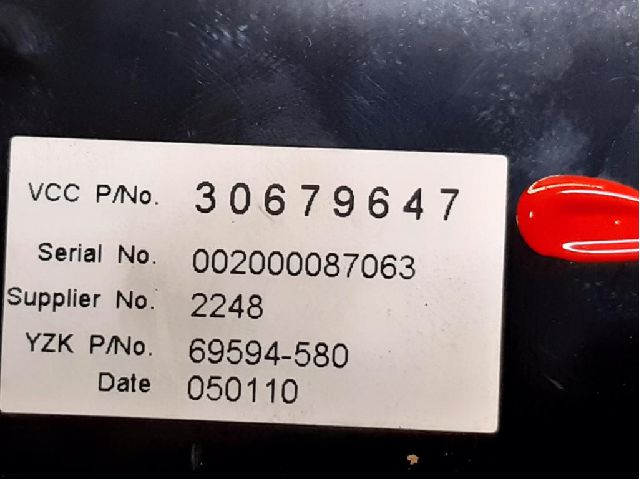 VCC P/No. 30679647
Serial No. 002000087063
Supplier No. 2248
YZK P/No. 69594-580
Date 050110